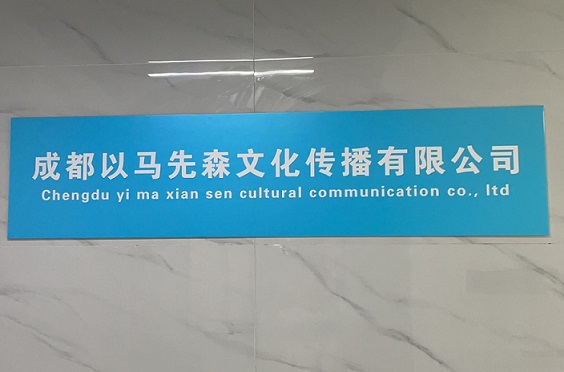 成都以马先森文化传播有限公司
Chengdu yi ma xian sen cultural communication co., ltd